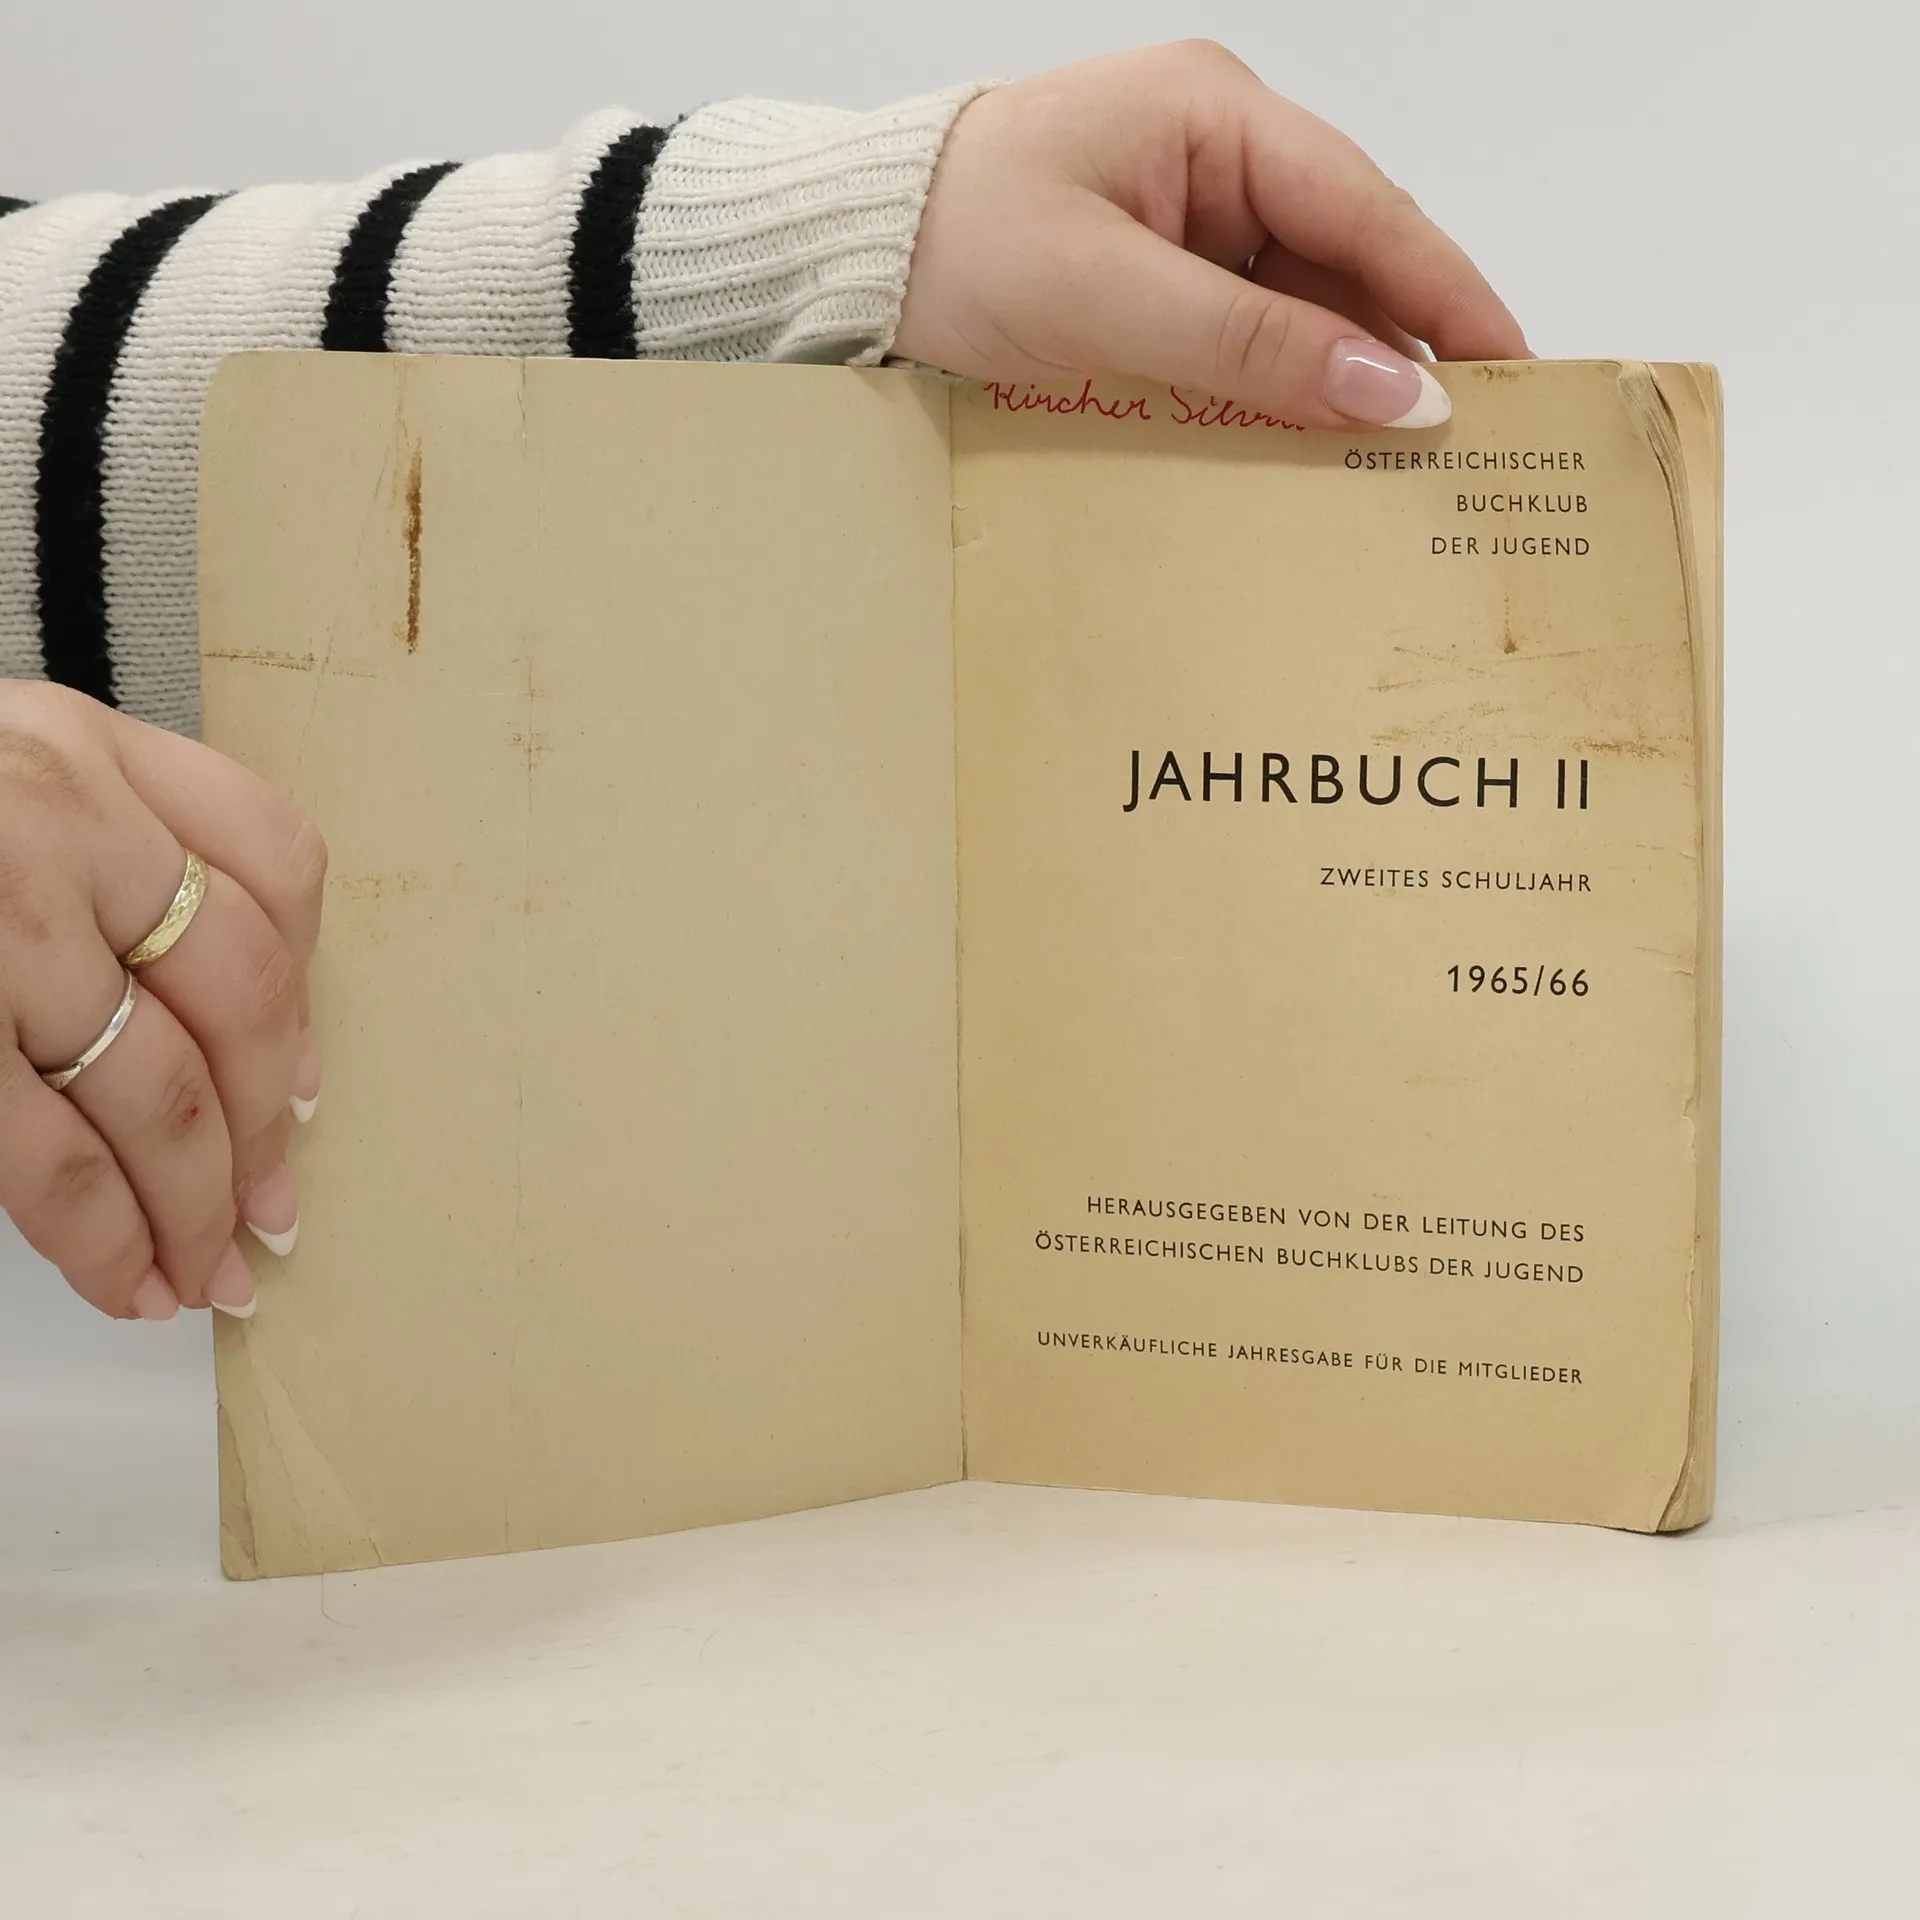 Kircher
ÖSTERREICHISCHER
BUCHKLUB
DER JUGEND
JAHRBUCH II
ZWEITES SCHULJAHR
1965/66
HERAUSGEGEBEN VON DER LEITUNG DES
ÖSTERREICHISCHEN BUCHKLUBS DER JUGEND
UNVERKÄUFLICHE JAHRESGABE FÜR DIE MITGLIEDER